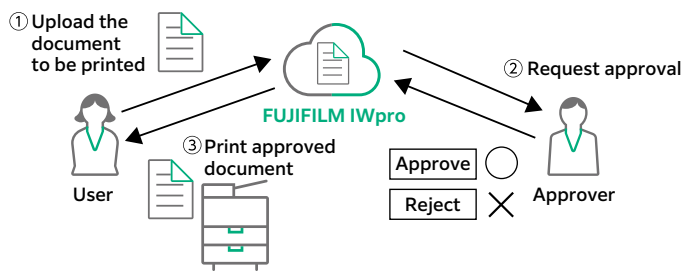 ① Upload the
document
to be printed
② Request approval
FUJIFILM IWpro
③ Print approved
document
User
Approve
Reject
Approver